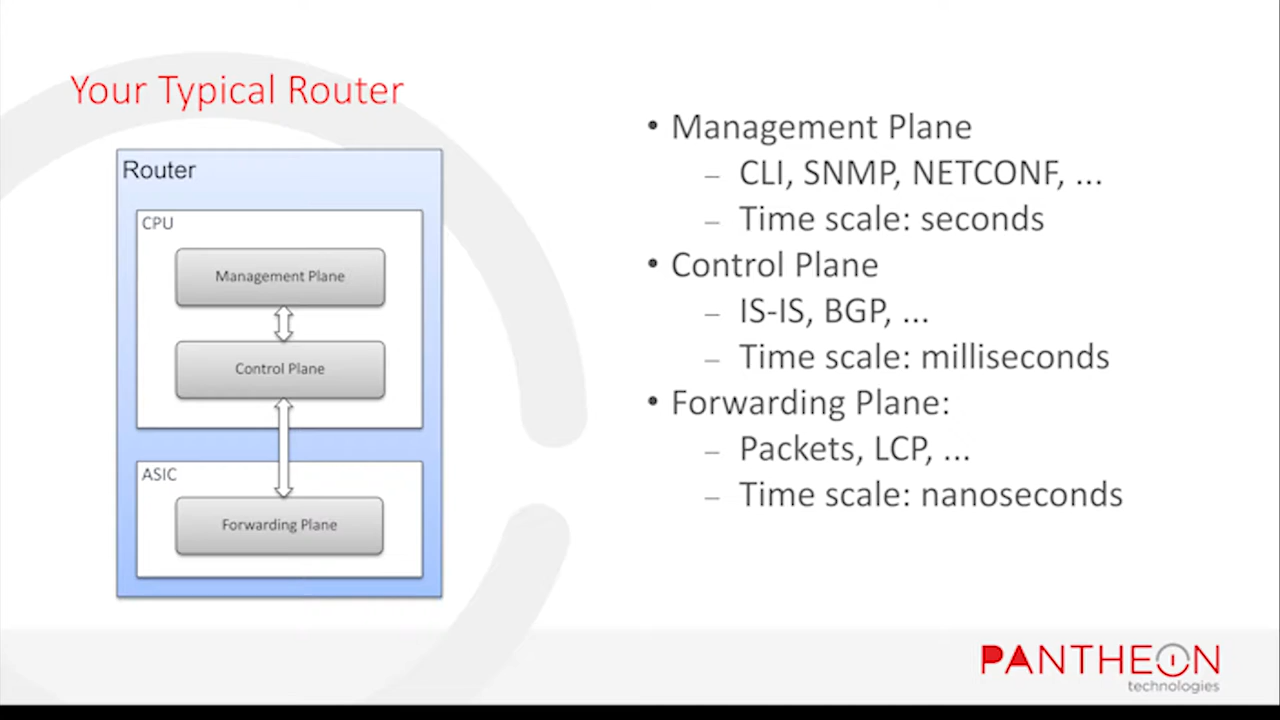 Your Typical Router
Router
CPU
Management Plane
Control Plane
ASIC
Forwarding Plane
• Management Plane
– CLI, SNMP, NETCONF, ...
– Time scale: seconds
• Control Plane
– IS-IS, BGP, ...
– Time scale: milliseconds
• Forwarding Plane:
– Packets, LCP, ...
– Time scale: nanoseconds
PANTHEON
technologies